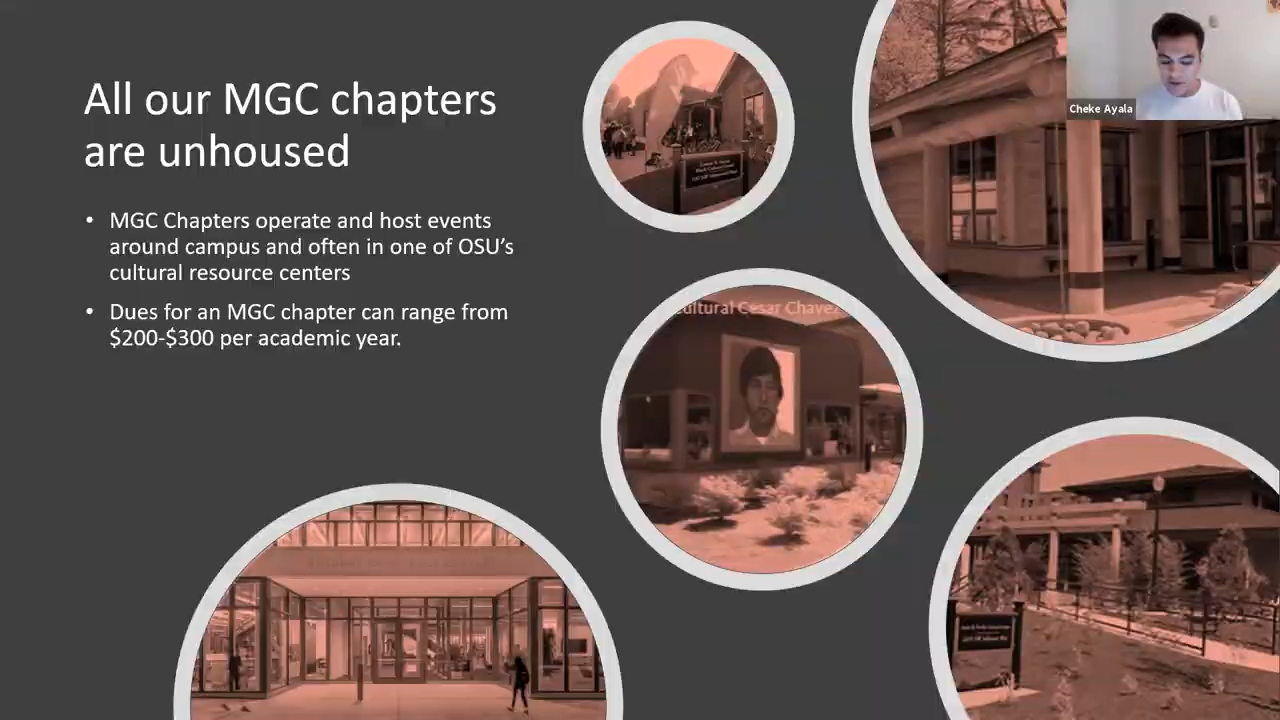 All our MGC chapters
are unhoused
• MGC Chapters operate and host events
around campus and often in one of OSU’s
cultural resource centers
• Dues for an MGC chapter can range from
$200-$300 per academic year.
Cheke Ayala
Cultural Cesar Chavez